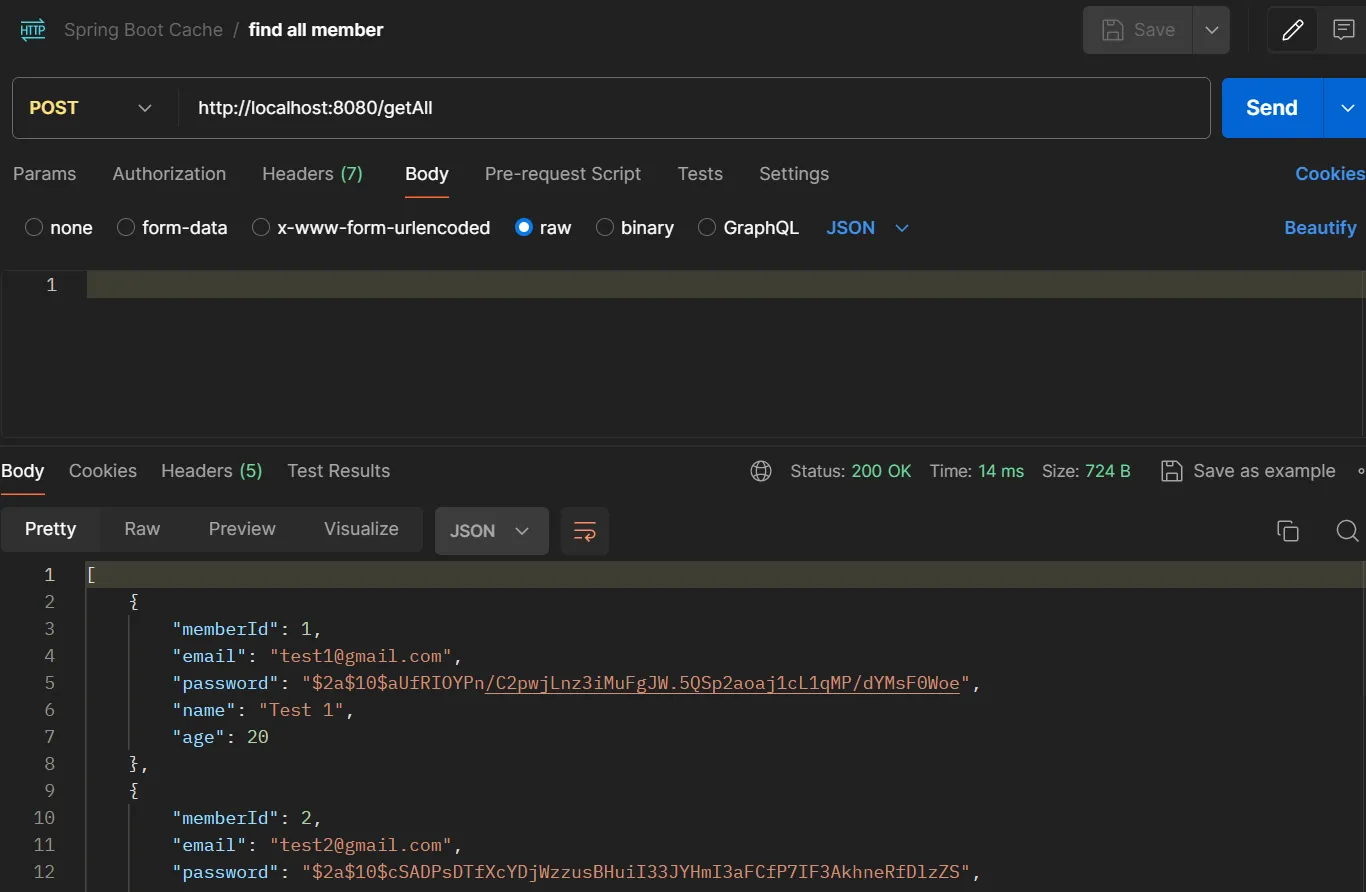 HTTP Spring Boot Cache / find all member Save
POST http://localhost:8080/getAll Send
Params Authorization Headers (7) Body Pre-request Script Tests Settings Cookies
none form-data x-www-form-urlencoded raw binary GraphQL JSON Beautify
1
Body Cookies Headers (5) Test Results Status: 200 OK Time: 14 ms Size: 724 B Save as example
Pretty Raw Preview Visualize JSON
1 [
2 {
3 "memberId": 1,
4 "email": "test1@gmail.com",
5 "password": "$2a$10$aUfRIOYPn/C2pwjLnz3iMuFgJW.5QSp2aoaj1cL1qMP/dYMsF0Woe",
6 "name": "Test 1",
7 "age": 20
8 },
9 {
10 "memberId": 2,
11 "email": "test2@gmail.com",
12 "password": "$2a$10$cSADPsDTfXcYDjWzzusBHuiI33JYHmI3aFCfP7IF3AkhneRfDlzZS",